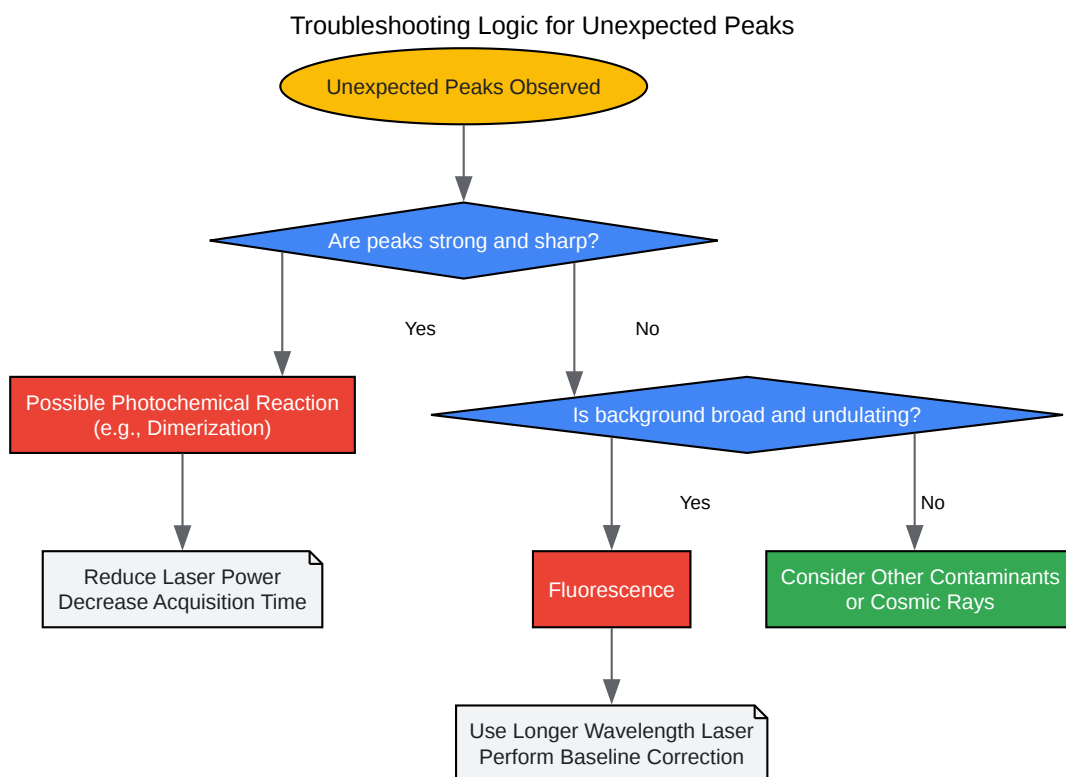 Troubleshooting Logic for Unexpected Peaks
Unexpected Peaks Observed
Are peaks strong and sharp?
Yes
No
Possible Photochemical Reaction
(e.g., Dimerization)
Is background broad and undulating?
Yes
No
Reduce Laser Power
Decrease Acquisition Time
Fluorescence
Consider Other Contaminants
or Cosmic Rays
Use Longer Wavelength Laser
Perform Baseline Correction